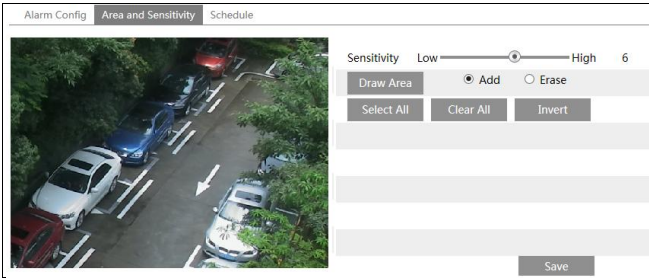 Alarm Config Area and Sensitivity Schedule
Sensitivity Low High 6
Draw Area Add Erase
Select All Clear All Invert
Save